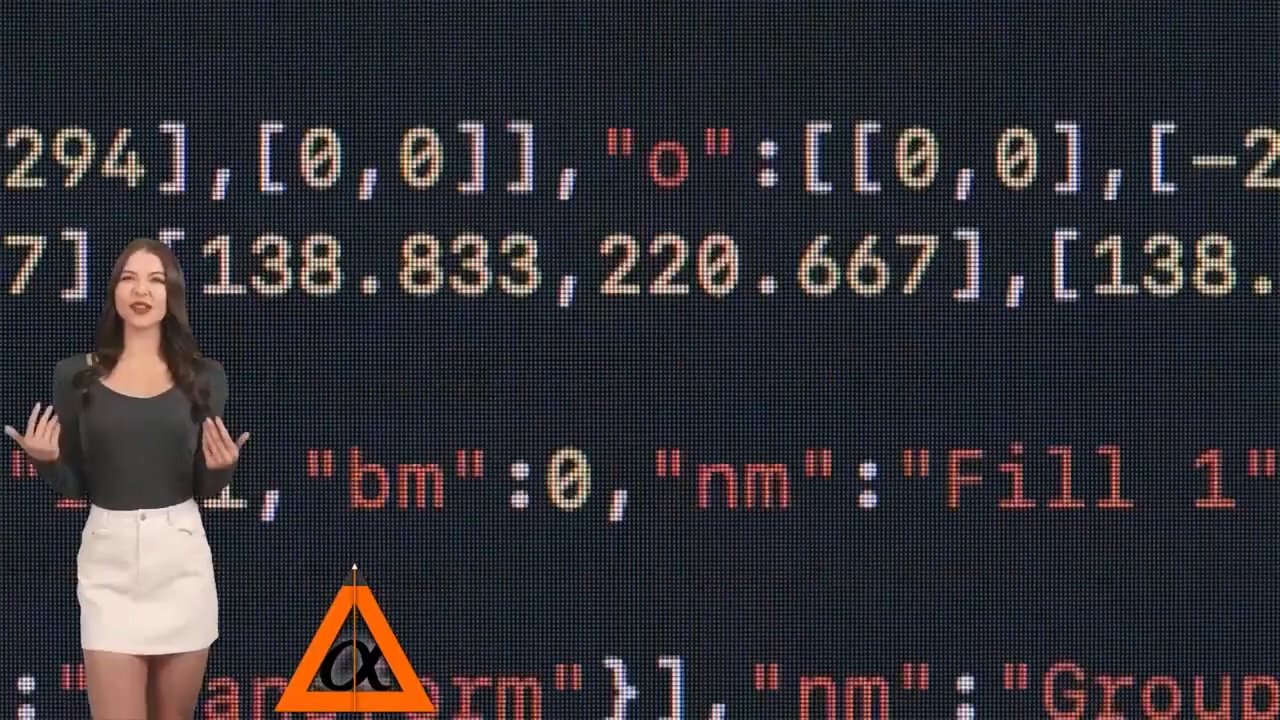 294],[0,0]],"o":[[0,0],[-2
7],[138.833,220.667],[138.
"bm":0,"nm":"Fill 1"
erm"}],"nm":"Group
α